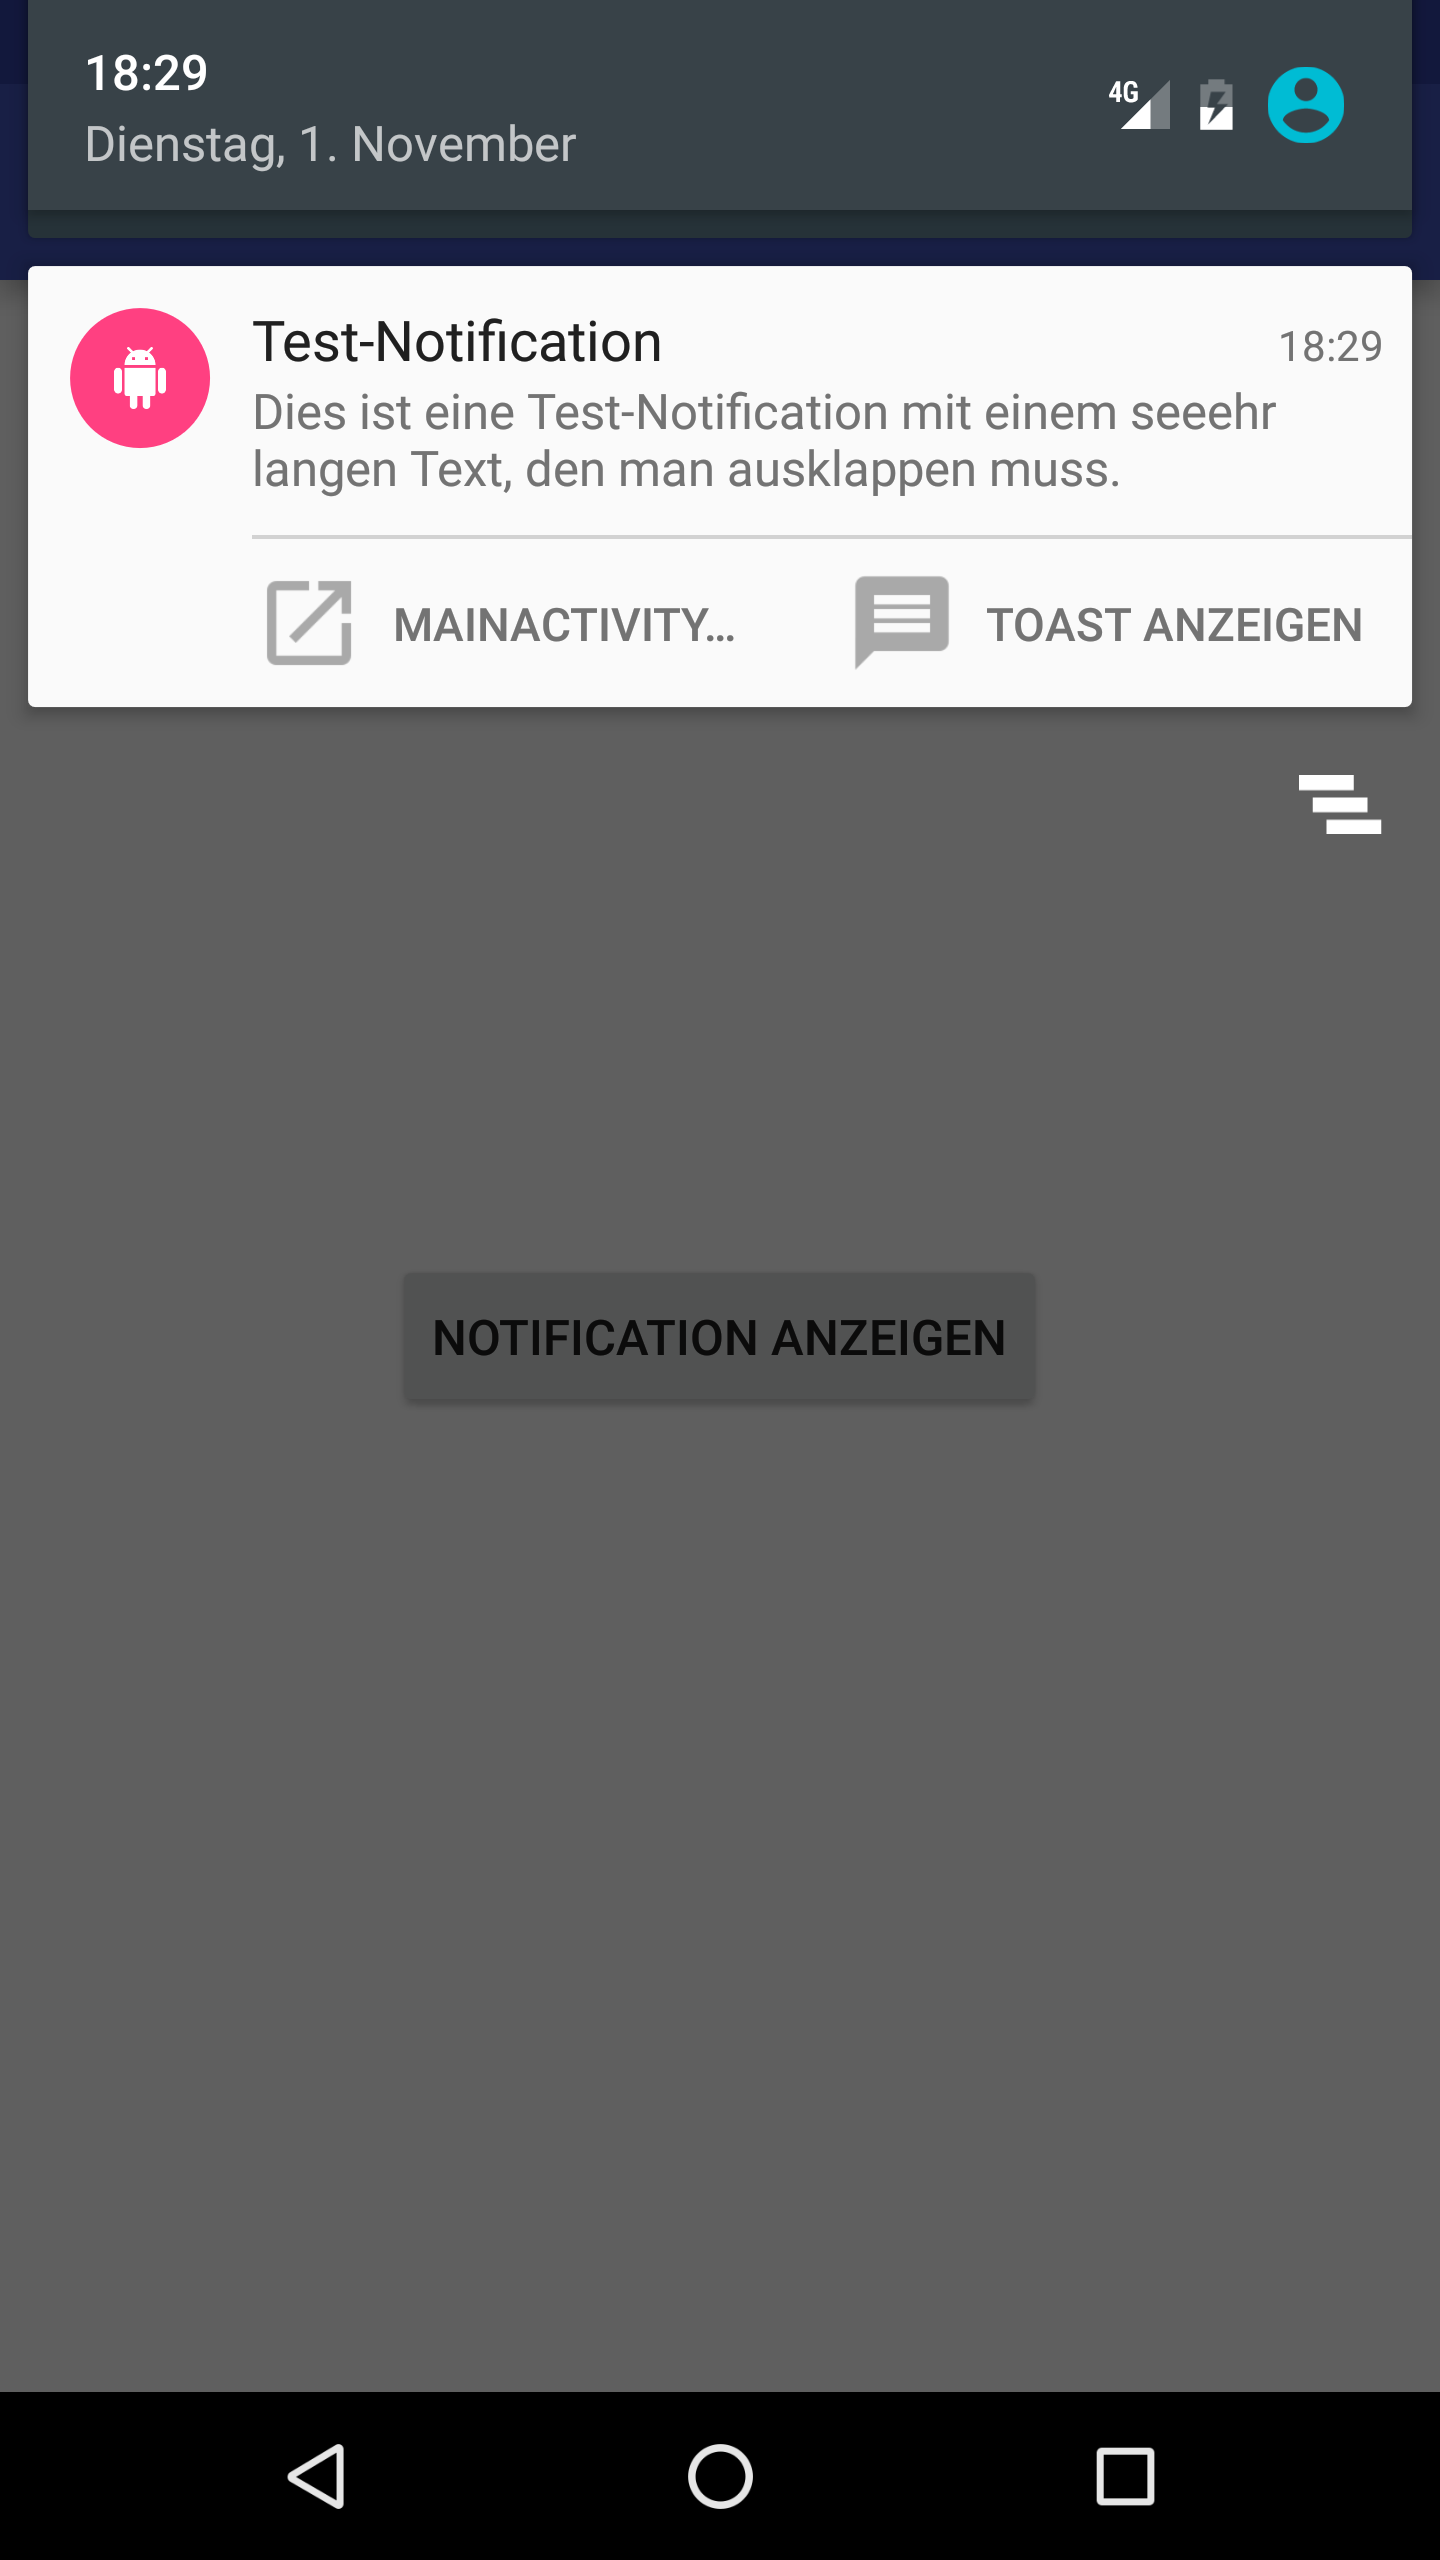 18:29
4G
Dienstag, 1. November
Test-Notification
18:29
Dies ist eine Test-Notification mit einem seeehr
langen Text, den man ausklappen muss.
MAINACTIVITY…
TOAST ANZEIGEN
NOTIFICATION ANZEIGEN